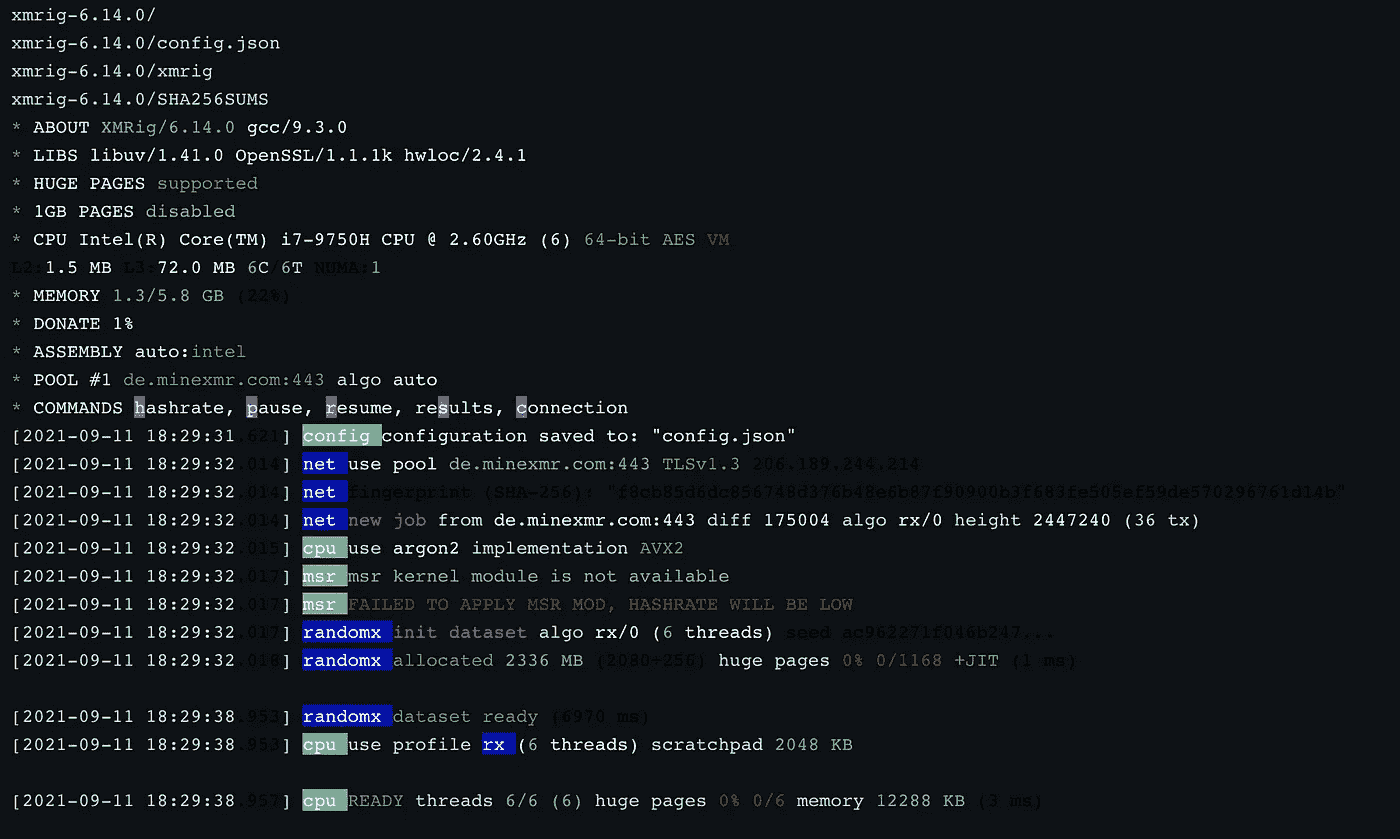 xmrig-6.14.0/
xmrig-6.14.0/config.json
xmrig-6.14.0/xmrig
xmrig-6.14.0/SHA256SUMS
* ABOUT XMRig/6.14.0 gcc/9.3.0
* LIBS libuv/1.41.0 OpenSSL/1.1.1k hwloc/2.4.1
* HUGE PAGES supported
* 1GB PAGES disabled
* CPU Intel(R) Core(TM) i7-9750H CPU @ 2.60GHz (6) 64-bit AES VM
L2:1.5 MB L3:72.0 MB 6C/6T NUMA:1
* MEMORY 1.3/5.8 GB (22%)
* DONATE 1%
* ASSEMBLY auto:intel
* POOL #1 de.minexmr.com:443 algo auto
* COMMANDS hashrate, pause, resume, results, connection
[2021-09-11 18:29:31.621] config configuration saved to: "config.json"
[2021-09-11 18:29:32.014] net use pool de.minexmr.com:443 TLSv1.3 206.189.244.214
[2021-09-11 18:29:32.014] net fingerprint (SHA-256):
[2021-09-11 18:29:32.014] net new job from de.minexmr.com:443 diff 175004 algo rx/0 height 2447240 (36 tx)
[2021-09-11 18:29:32.015] cpu use argon2 implementation AVX2
[2021-09-11 18:29:32.017] msr msr kernel module is not available
[2021-09-11 18:29:32.017] msr FAILED TO APPLY MSR MOD, HASHRATE WILL BE LOW
[2021-09-11 18:29:32.017] randomx init dataset algo rx/0 (6 threads) seed ac962271f046b247...
[2021-09-11 18:29:32.018] randomx allocated 2336 MB (2080+256) huge pages 0% 0/1168 +JIT (1 ms)
[2021-09-11 18:29:38.953] randomx dataset ready (6970 ms)
[2021-09-11 18:29:38.953] cpu use profile rx (6 threads) scratchpad 2048 KB
[2021-09-11 18:29:38.957] cpu READY threads 6/6 (6) huge pages 0% 0/6 memory 12288 KB (3 ms)